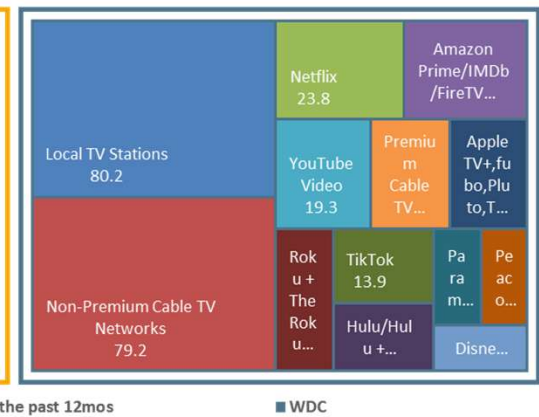 Local TV Stations
80.2
Non-Premium Cable TV
Networks
79.2
Netflix
23.8
Amazon
Prime/IMDb
/FireTV...
YouTube
Video
19.3
Premiu
m
Cable
TV...
Apple
TV+,fu
bo,Plu
to,T...
Rok
u +
The
Rok
u...
TikTok
13.9
Hulu/Hul
u +...
Pa
ra
m...
Pe
ac
o...
Disne...
the past 12mos
WDC